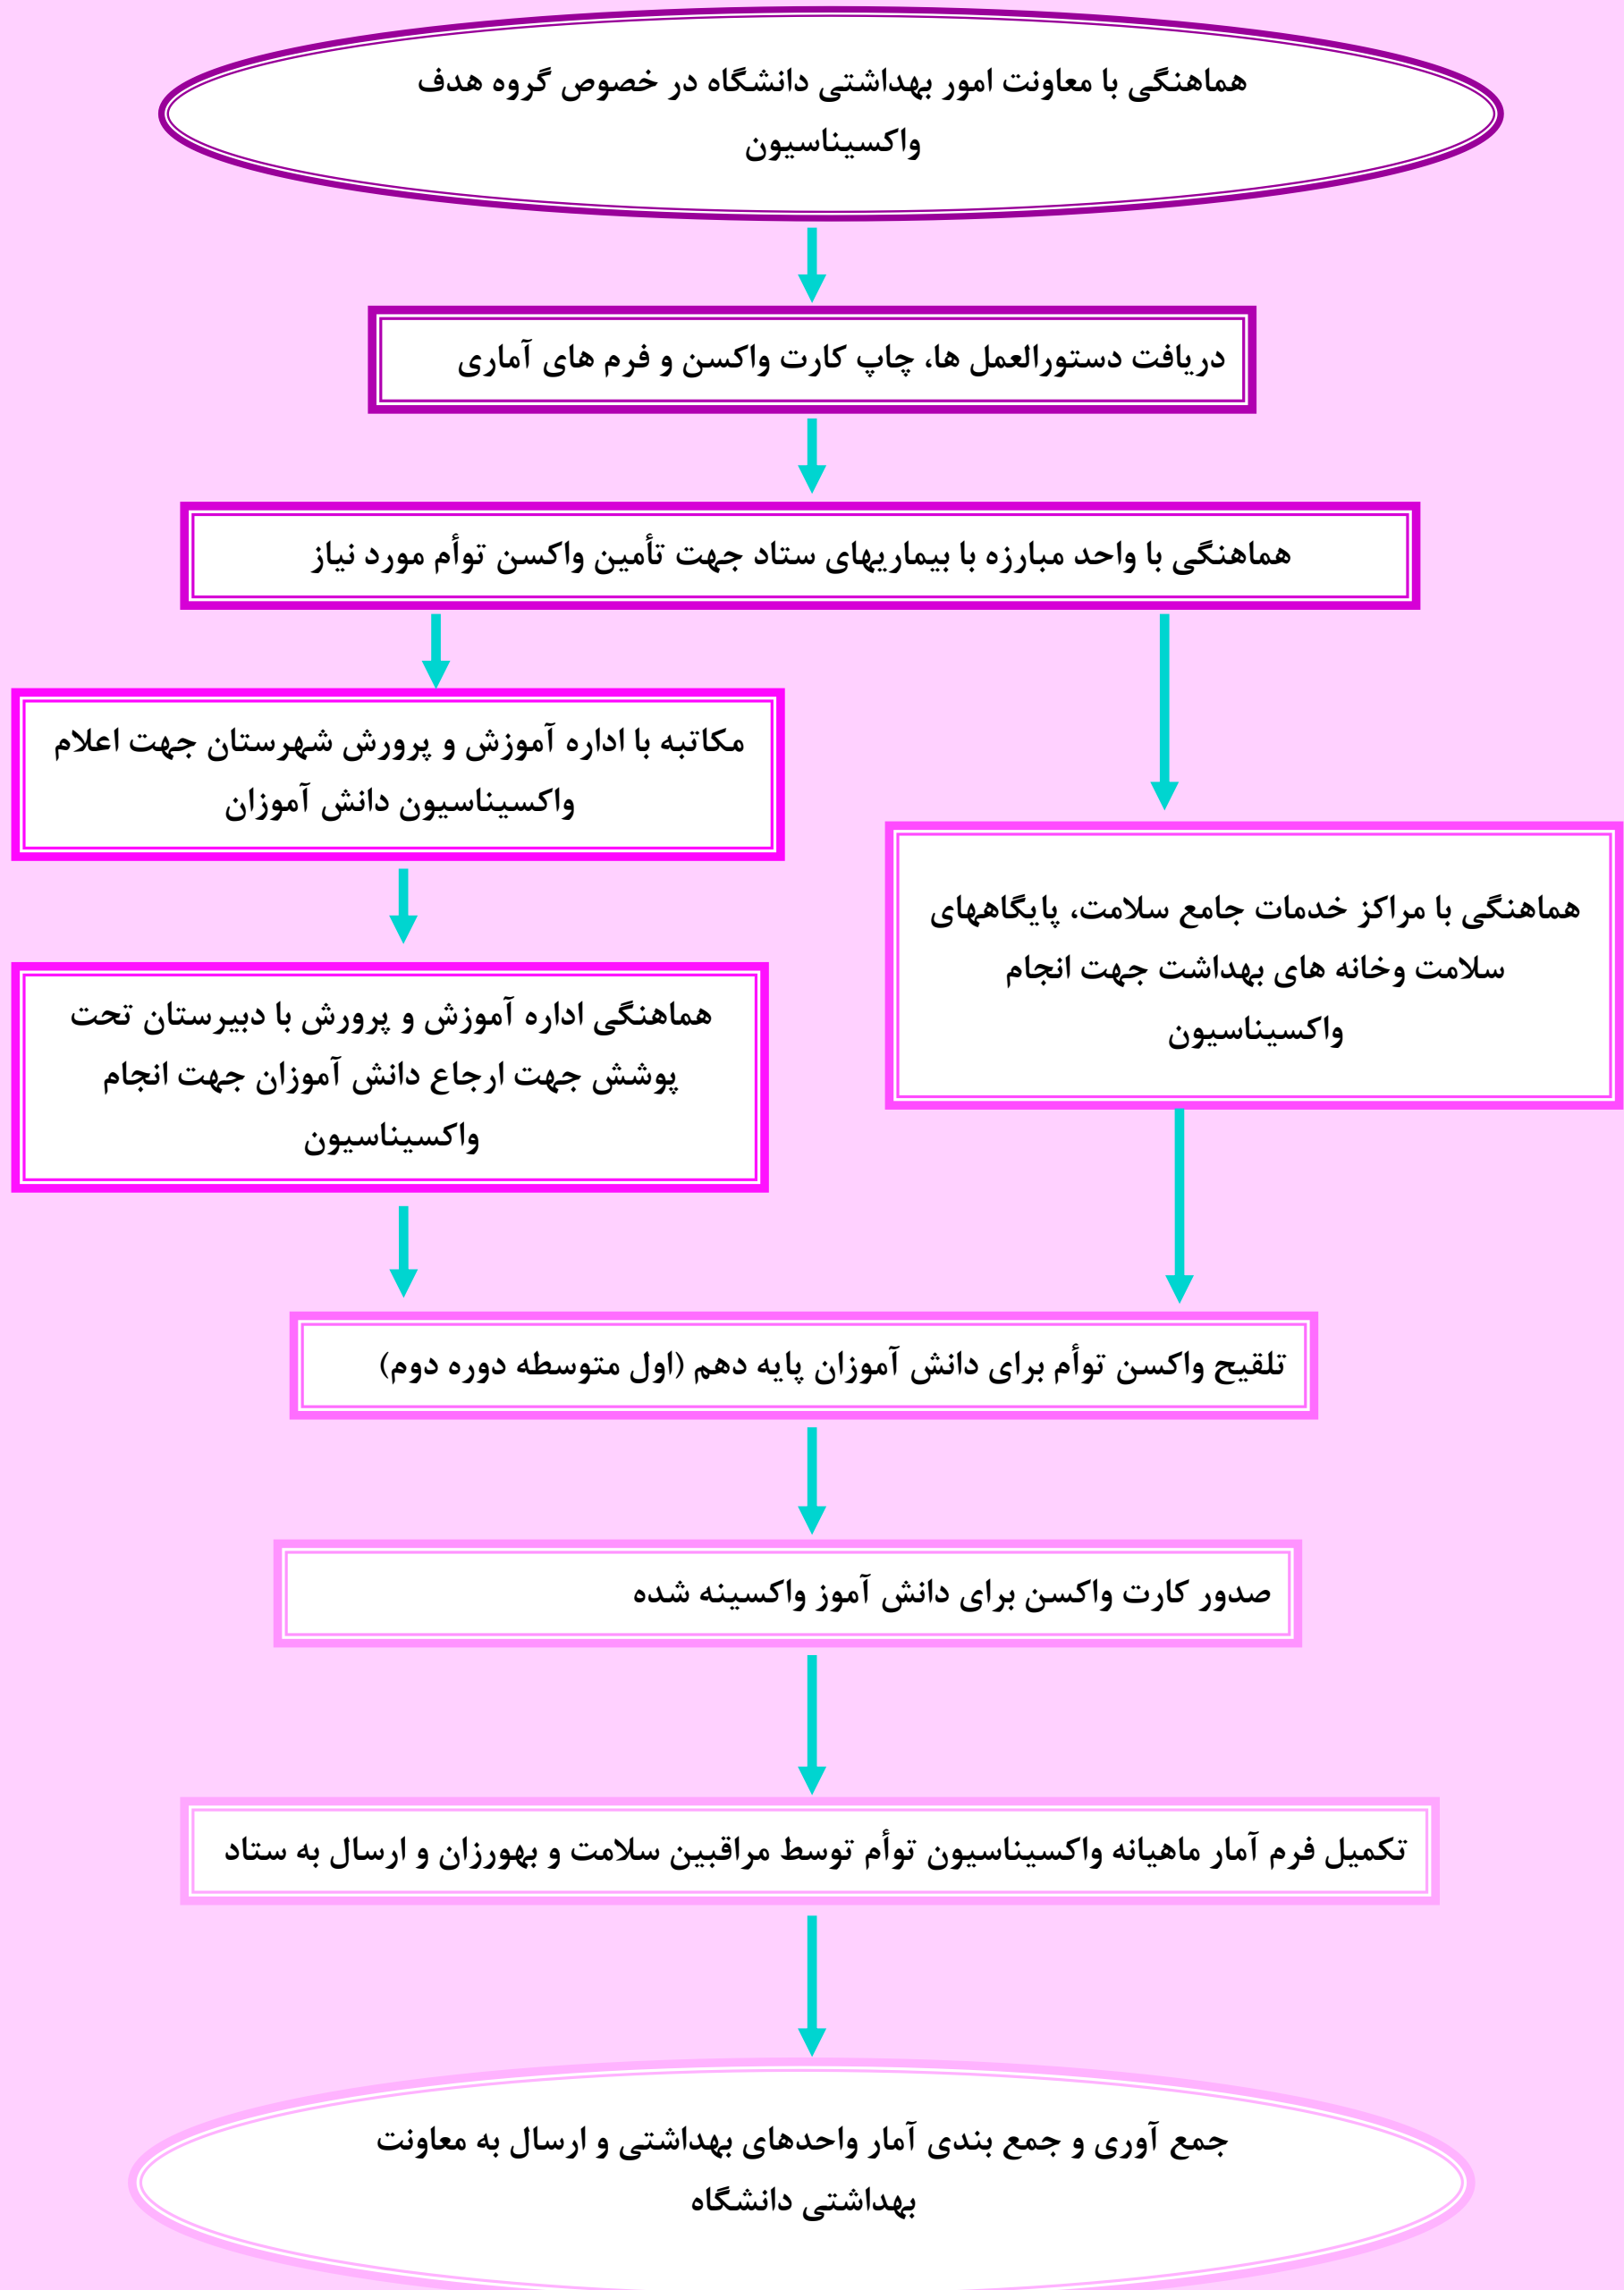 هماهنگی با معاونت امور بهداشتی دانشگاه در خصوص گروه هدف
واکسیناسیون
دریافت دستورالعمل ها، چاپ کارت واکسن و فرم های آماری
هماهنگی با واحد مبارزه با بیماریهای ستاد جهت تأمین واکسن توأم مورد نیاز
مکاتبه با اداره آموزش و پرورش شهرستان جهت اعلام
واکسیناسیون دانش آموزان
هماهنگی با مراکز خدمات جامع سلامت، پایگاههای
سلامت وخانه های بهداشت جهت انجام
واکسیناسیون
هماهنگی اداره آموزش و پرورش با دبیرستان تحت
پوشش جهت ارجاع دانش آموزان جهت انجام
واکسیناسیون
تلقیح واکسن توأم برای دانش آموزان پایه دهم (اول متوسطه دوره دوم)
صدور کارت واکسن برای دانش آموز واکسینه شده
تکمیل فرم آمار ماهیانه واکسیناسیون توأم توسط مراقبین سلامت و بهورزان و ارسال به ستاد
جمع آوری و جمع بندی آمار واحدهای بهداشتی و ارسال به معاونت
بهداشتی دانشگاه